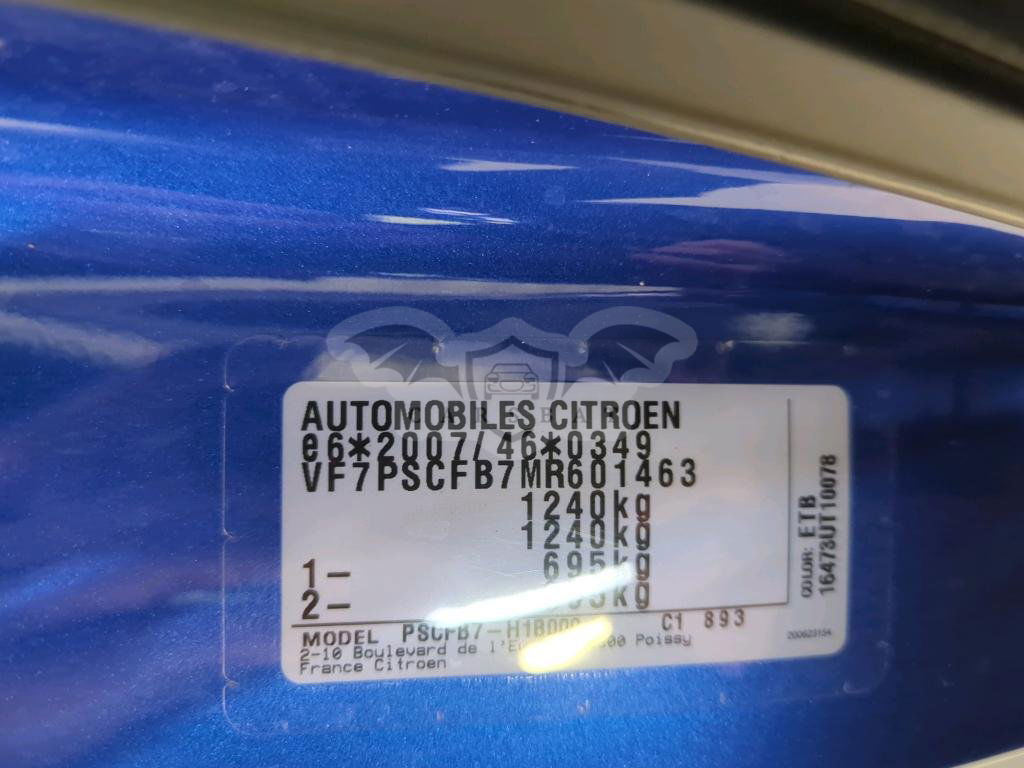 AUTOMOBILES CITROEN
e6*2007/46*0349
VF7PSCFB7MR601463
1240kg
1240kg
1- 695kg
2-
MODEL PSCFB7- C1 893
2-10 Boulevard de Poissy
France Citroen
COLOR: ETB
16473UT10078
200623154